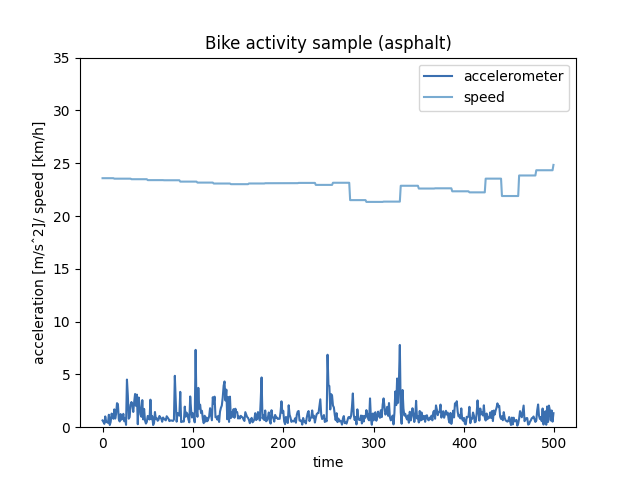 Bike activity sample (asphalt)
accelerometer
speed
acceleration [m/sˆ2]/ speed [km/h]
35
30
25
20
15
10
5
0
0 100 200 300 400 500
time